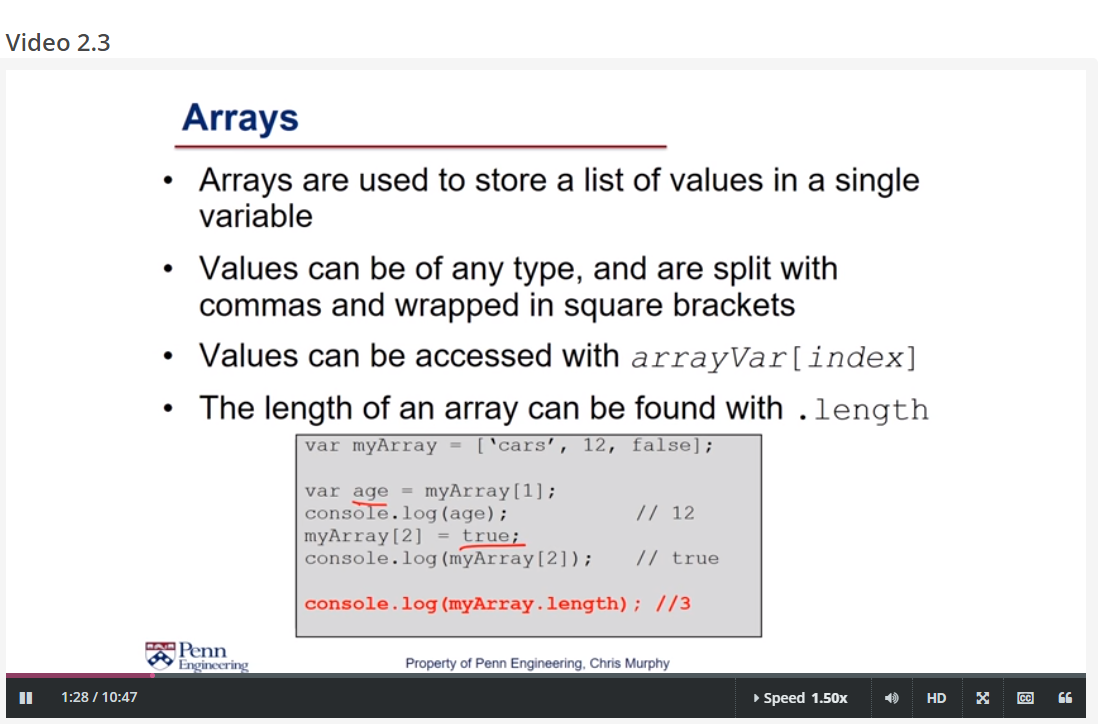 Video 2.3
Arrays
• Arrays are used to store a list of values in a single
variable
• Values can be of any type, and are split with
commas and wrapped in square brackets
• Values can be accessed with arrayVar[index]
• The length of an array can be found with .length
var myArray = [‘cars’, 12, false];
var age = myArray[1];
console.log(age); // 12
myArray[2] = true;
console.log(myArray[2]); // true
console.log(myArray.length); //3
Penn
Engineering
Property of Penn Engineering, Chris Murphy
1:28 / 10:47
Speed 1.50x
HD
CC